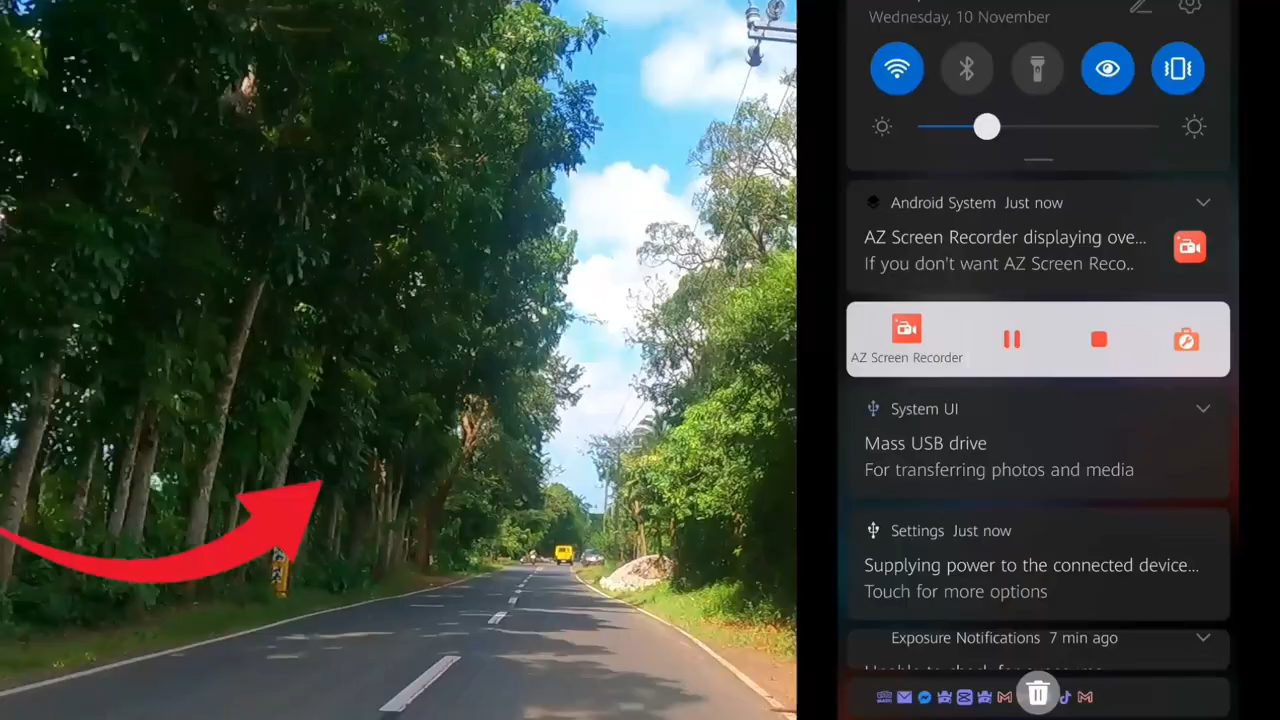 Wednesday, 10 November
Android System Just now
AZ Screen Recorder displaying ove...
If you don't want AZ Screen Reco..
AZ Screen Recorder
System UI
Mass USB drive
For transferring photos and media
Settings Just now
Supplying power to the connected device...
Touch for more options
Exposure Notifications 7 min ago